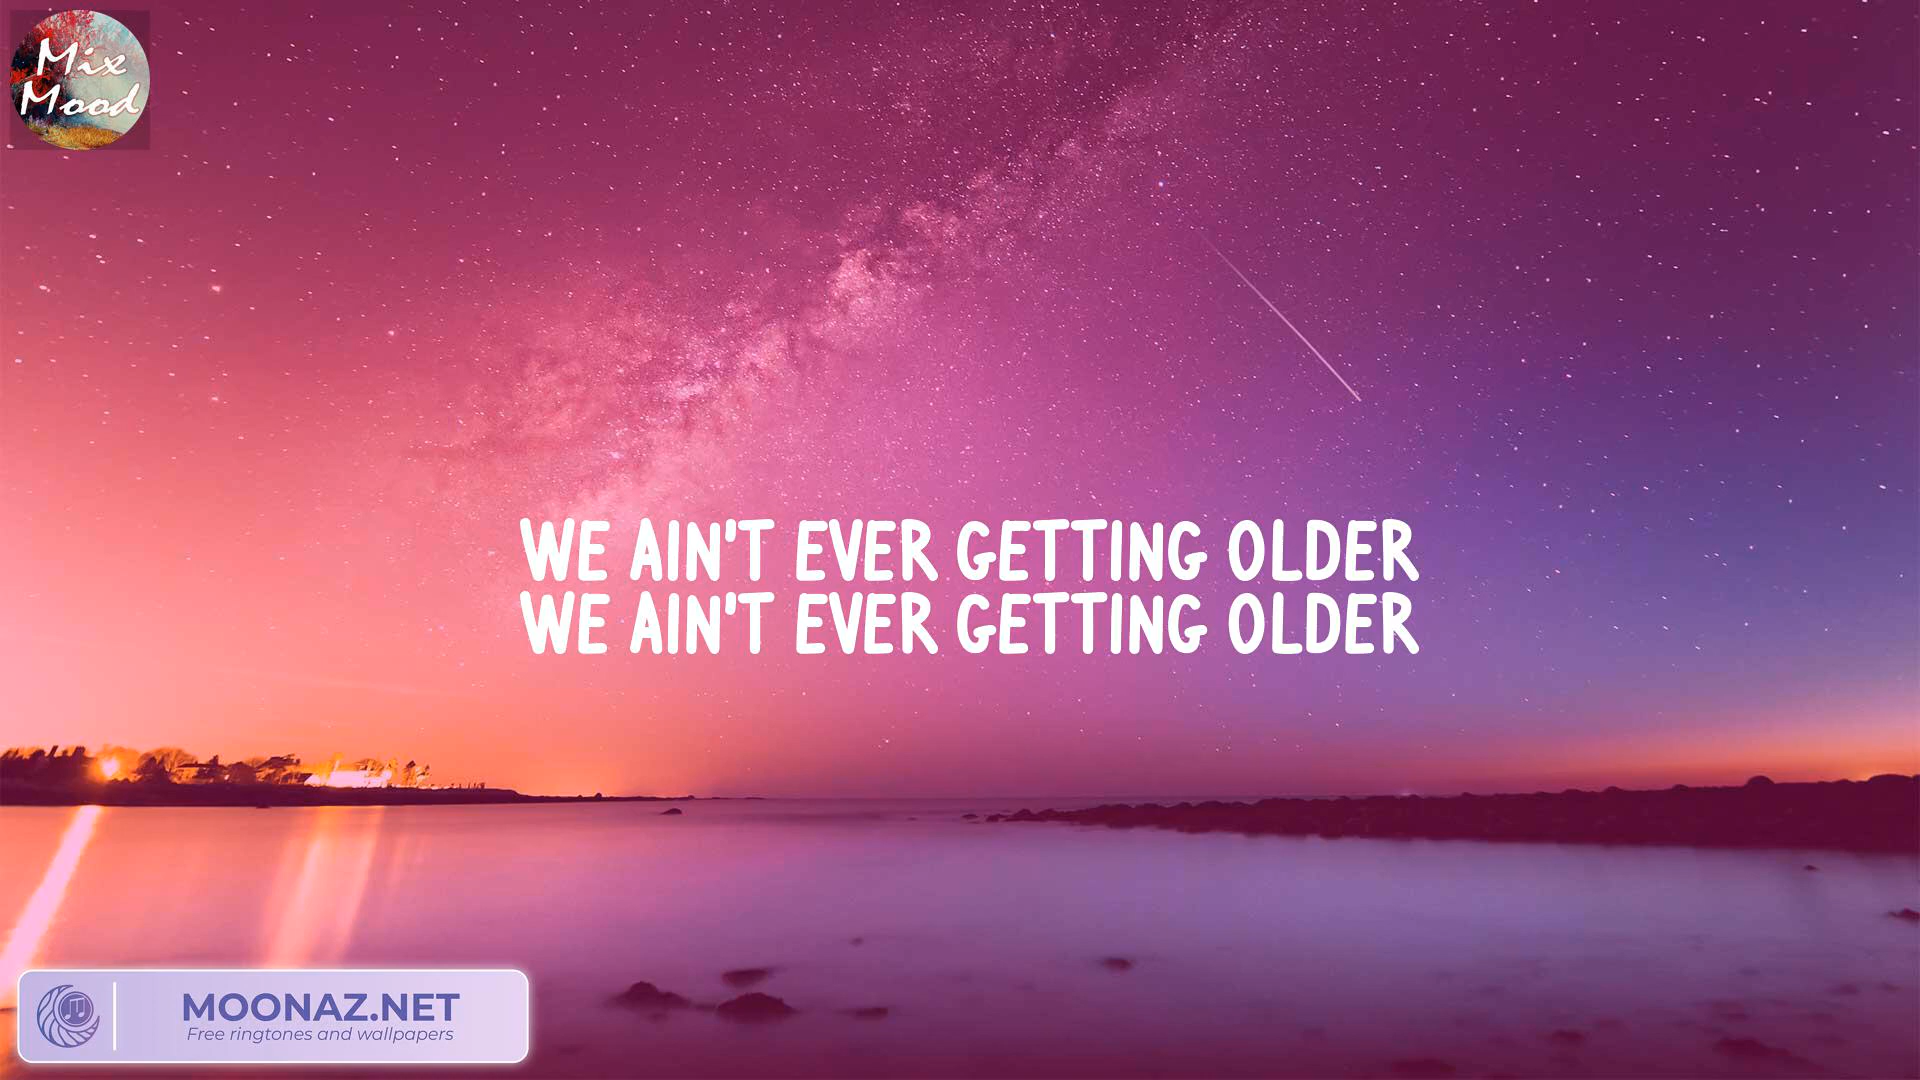 Mix
Mood
WE AIN'T EVER GETTING OLDER
WE AIN'T EVER GETTING OLDER
MOONAZ.NET
Free ringtones and wallpapers